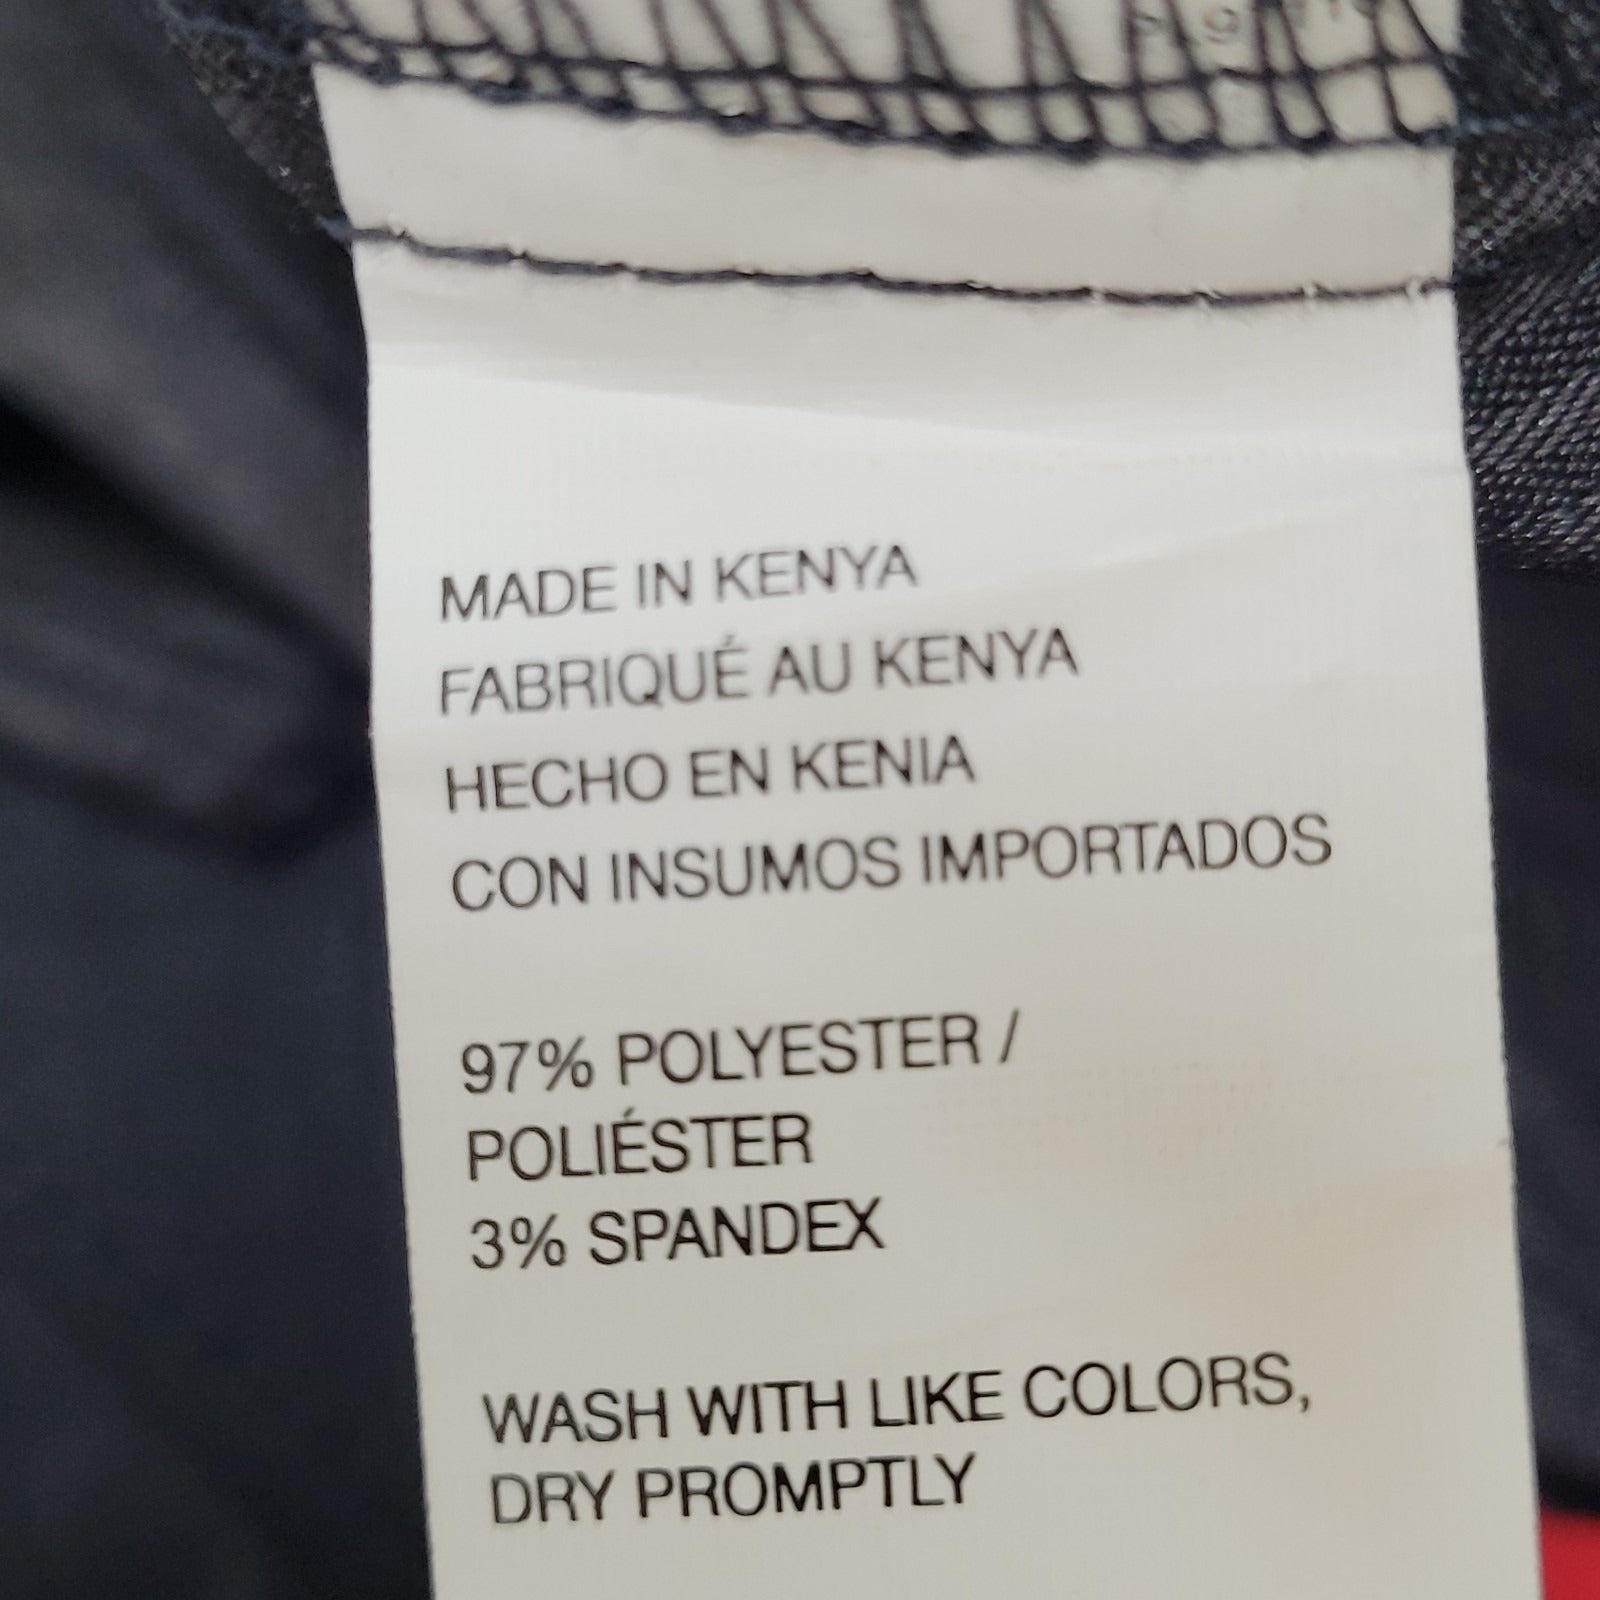 MADE IN KENYA
FABRIQUÉ AU KENYA
HECHO EN KENIA
CON INSUMOS IMPORTADOS
97% POLYESTER /
POLIÉSTER
3% SPANDEX
WASH WITH LIKE COLORS,
DRY PROMPTLY